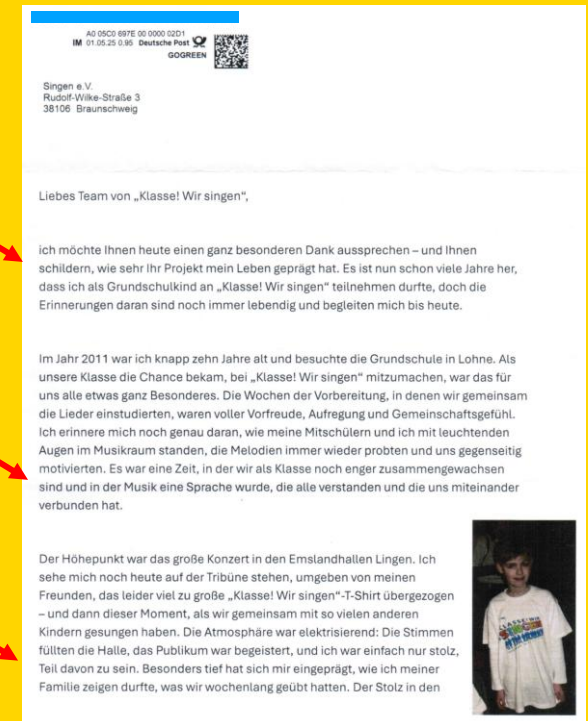 A0 05C0 697E 00 0000 02D1
IM 01.05.25 0.95 Deutsche Post
GOGREEN
Singen e.V.
Rudolf-Wilke-Straße 3
38106 Braunschweig
Liebes Team von „Klasse! Wir singen“,
ich möchte Ihnen heute einen ganz besonderen Dank aussprechen – und Ihnen
schildern, wie sehr Ihr Projekt mein Leben geprägt hat. Es ist nun schon viele Jahre her,
dass ich als Grundschulkind an „Klasse! Wir singen“ teilnehmen durfte, doch die
Erinnerungen daran sind noch immer lebendig und begleiten mich bis heute.
Im Jahr 2011 war ich knapp zehn Jahre alt und besuchte die Grundschule in Lohne. Als
unsere Klasse die Chance bekam, bei „Klasse! Wir singen“ mitzumachen, war das für
uns alle etwas ganz Besonderes. Die Wochen der Vorbereitung, in denen wir gemeinsam
die Lieder einstudierten, waren voller Vorfreude, Aufregung und Gemeinschaftsgefühl.
Ich erinnere mich noch genau daran, wie meine Mitschülern und ich mit leuchtenden
Augen im Musikraum standen, die Melodien immer wieder probten und uns gegenseitig
motivierten. Es war eine Zeit, in der wir als Klasse noch enger zusammengewachsen
sind und in der Musik eine Sprache wurde, die alle verstanden und die uns miteinander
verbunden hat.
Der Höhepunkt war das große Konzert in den Emslandhallen Lingen. Ich
sehe mich noch heute auf der Tribüne stehen, umgeben von meinen
Freunden, das leider viel zu große „Klasse! Wir singen“-T-Shirt übergezogen
– und dann dieser Moment, als wir gemeinsam mit so vielen anderen
Kindern gesungen haben. Die Atmosphäre war elektrisierend: Die Stimmen
füllten die Halle, das Publikum war begeistert, und ich war einfach nur stolz,
Teil davon zu sein. Besonders tief hat sich mir eingeprägt, wie ich meiner
Familie zeigen durfte, was wir wochenlang geübt hatten. Der Stolz in den
KLASSE! WIR
SINGEN